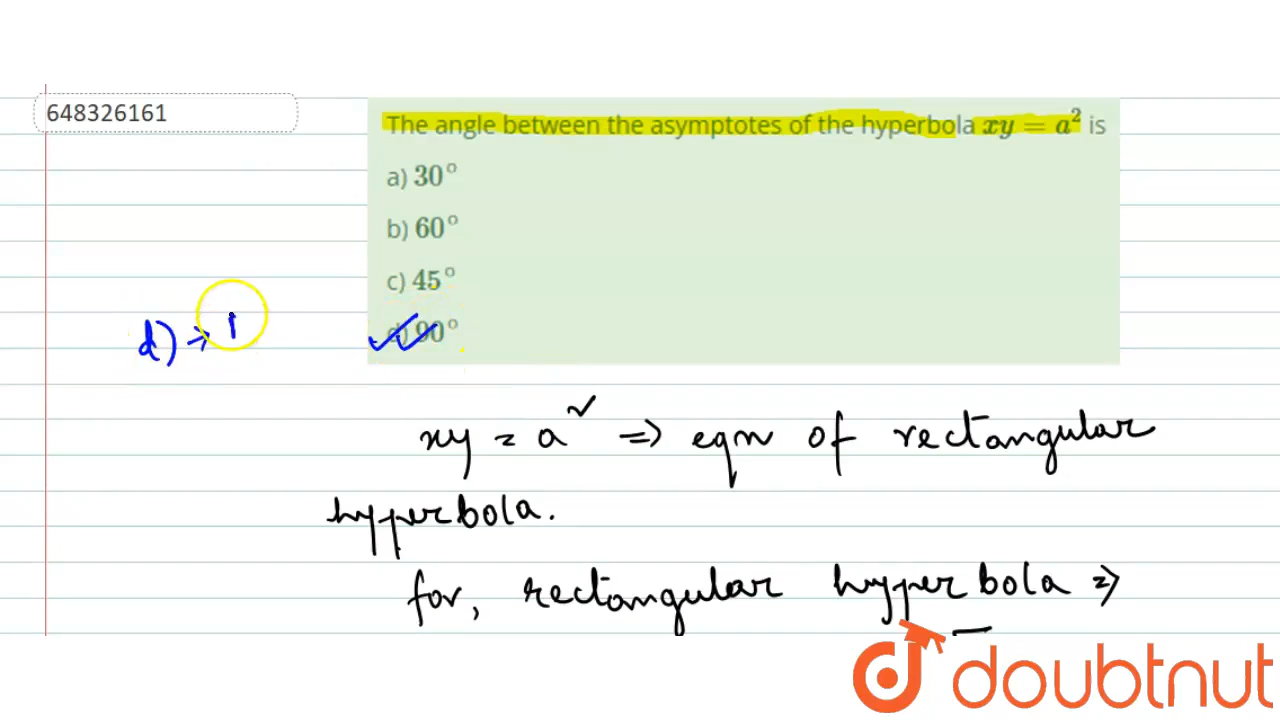 648326161
The angle between the asymptotes of the hyperbola xy = a² is
a) 30°
b) 60°
c) 45°
d) 90°
d) →
xy = a² ⇒ eqn of rectangular
hyperbola.
for, rectangular hyperbola ⇒
doubtnut